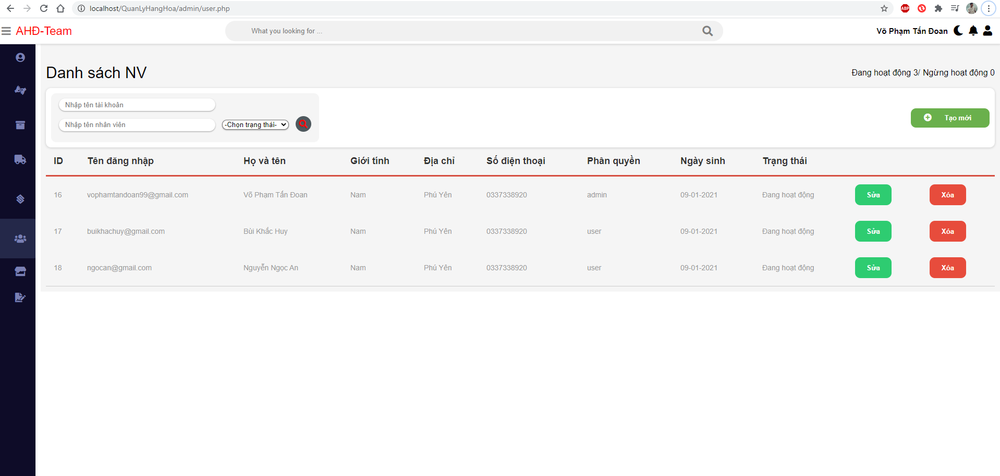 localhost/QuanLyHangHoa/admin/user.php
ABP
AHĐ-Team
What you looking for ...
Võ Phạm Tấn Đoan
Danh sách NV
Đang hoạt động 3/ Ngừng hoạt động 0
Nhập tên tài khoản
Nhập tên nhân viên
-Chọn trạng thái-
Tạo mới
ID Tên đăng nhập Họ và tên Giới tính Địa chỉ Số điện thoại Phân quyền Ngày sinh Trạng thái
16 vophamtandoan99@gmail.com Võ Phạm Tấn Đoan Nam Phú Yên 0337338920 admin 09-01-2021 Đang hoạt động Sửa Xóa
17 buikhachuy@gmail.com Bùi Khắc Huy Nam Phú Yên 0337338920 user 09-01-2021 Đang hoạt động Sửa Xóa
18 ngocan@gmail.com Nguyễn Ngọc An Nam Phú Yên 0337338920 user 09-01-2021 Đang hoạt động Sửa Xóa